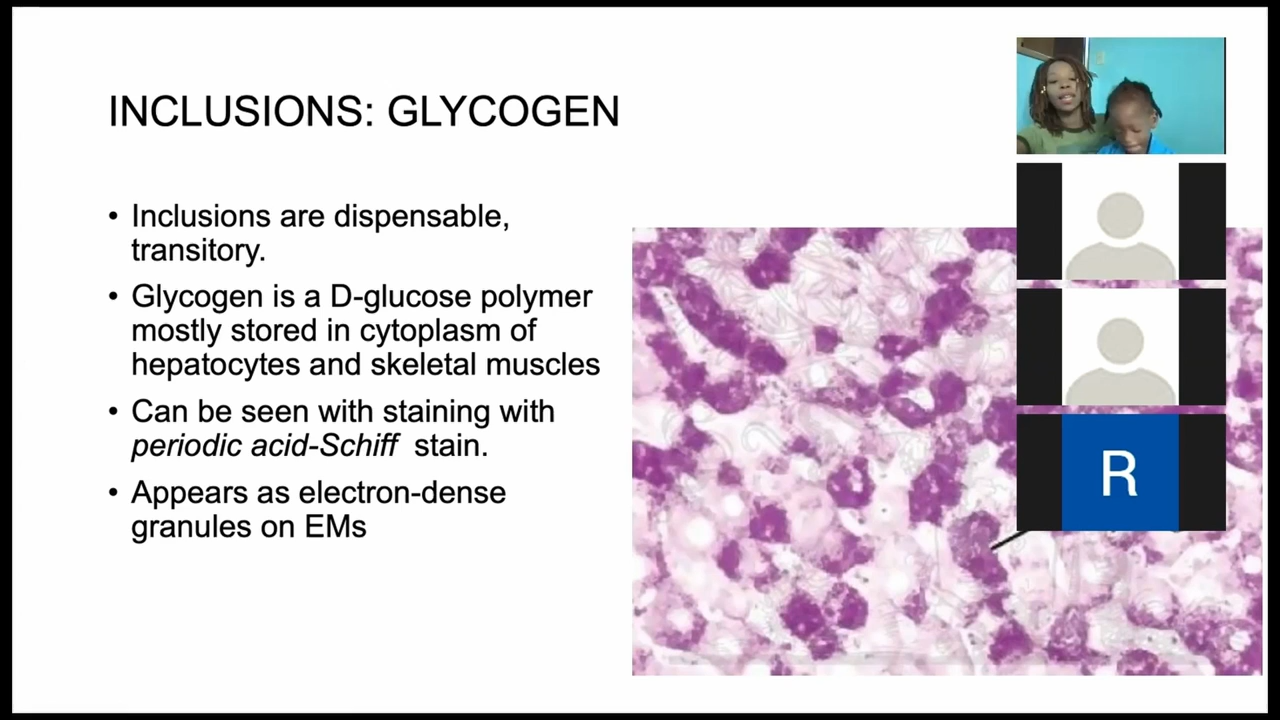 INCLUSIONS: GLYCOGEN
• Inclusions are dispensable,
transitory.
• Glycogen is a D-glucose polymer
mostly stored in cytoplasm of
hepatocytes and skeletal muscles
• Can be seen with staining with
periodic acid-Schiff stain.
• Appears as electron-dense
granules on EMs
R